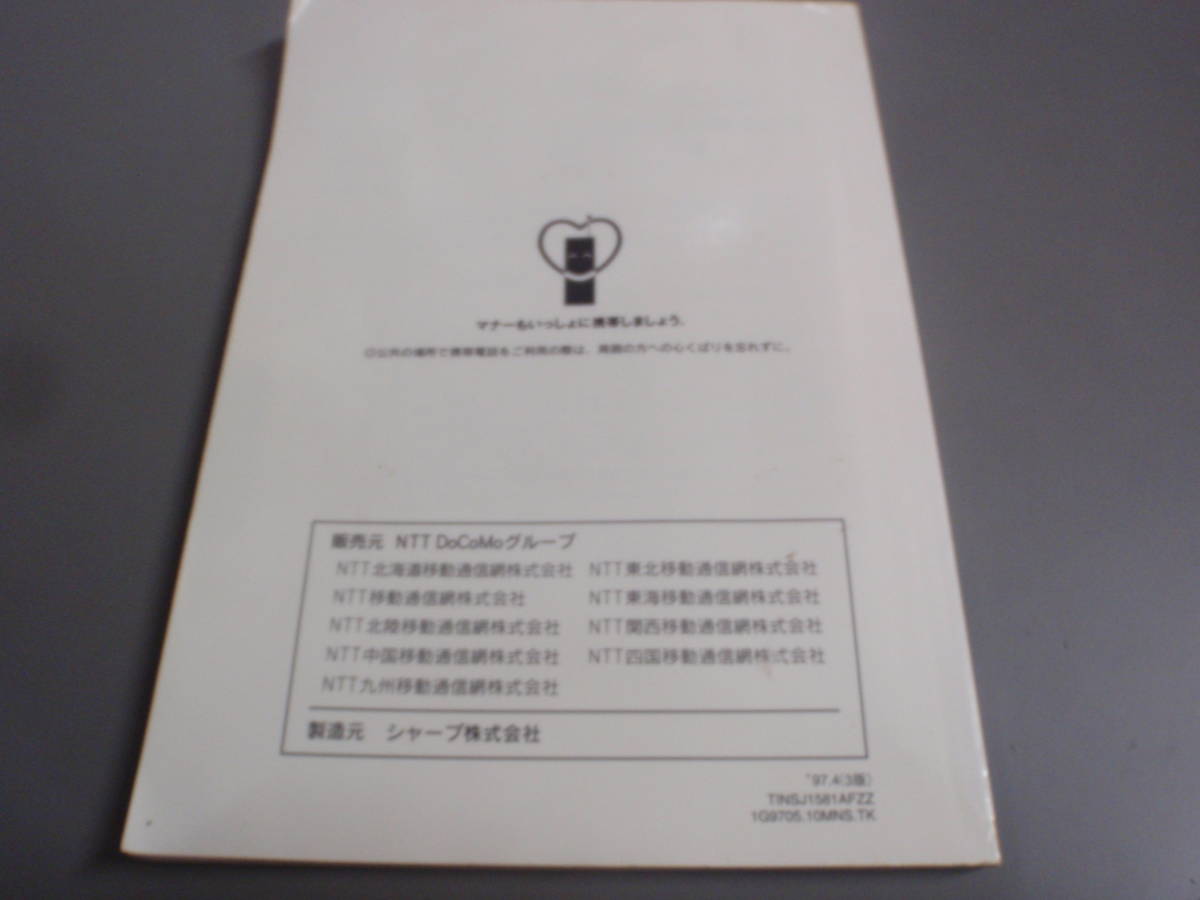 マナーもいっしょに携帯しましょう。
◎公共の場所で携帯電話をご利用の際は、周囲の方への心くばりを忘れずに。
販売元 NTT DoCoMoグループ
NTT北海道移動通信網株式会社 NTT東北移動通信網株式会社
NTT移動通信網株式会社 NTT東海移動通信網株式会社
NTT北陸移動通信網株式会社 NTT関西移動通信網株式会社
NTT中国移動通信網株式会社 NTT四国移動通信網株式会社
NTT九州移動通信網株式会社
製造元 シャープ株式会社
'97.4(3版)
TINSJ1581AFZZ
1G9705.10MNS.TK